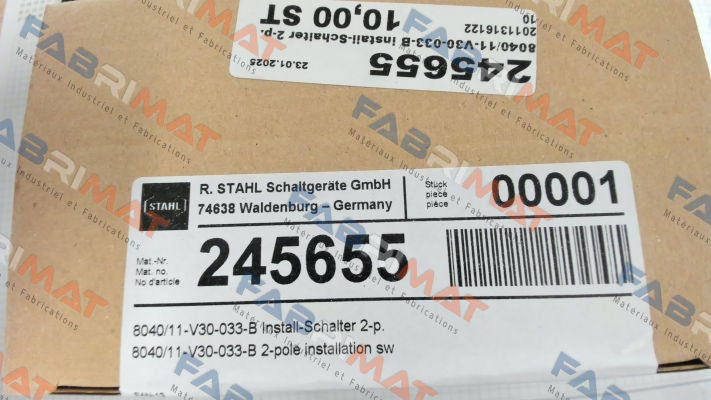 10,00 ST
10
2011316122
8040/11-V30-033-B Install-Schalter 2-p.
245655
23.01.2025
STAHL
R. STAHL Schaltgeräte GmbH
74638 Waldenburg – Germany
Stück
piece
pièce
00001
Mat.-Nr.
Mat. no.
No d'article
245655
8040/11-V30-033-B Install-Schalter 2-p.
8040/11-V30-033-B 2-pole installation sw
FABRIMAT
Matériaux Industriel et Fabrications